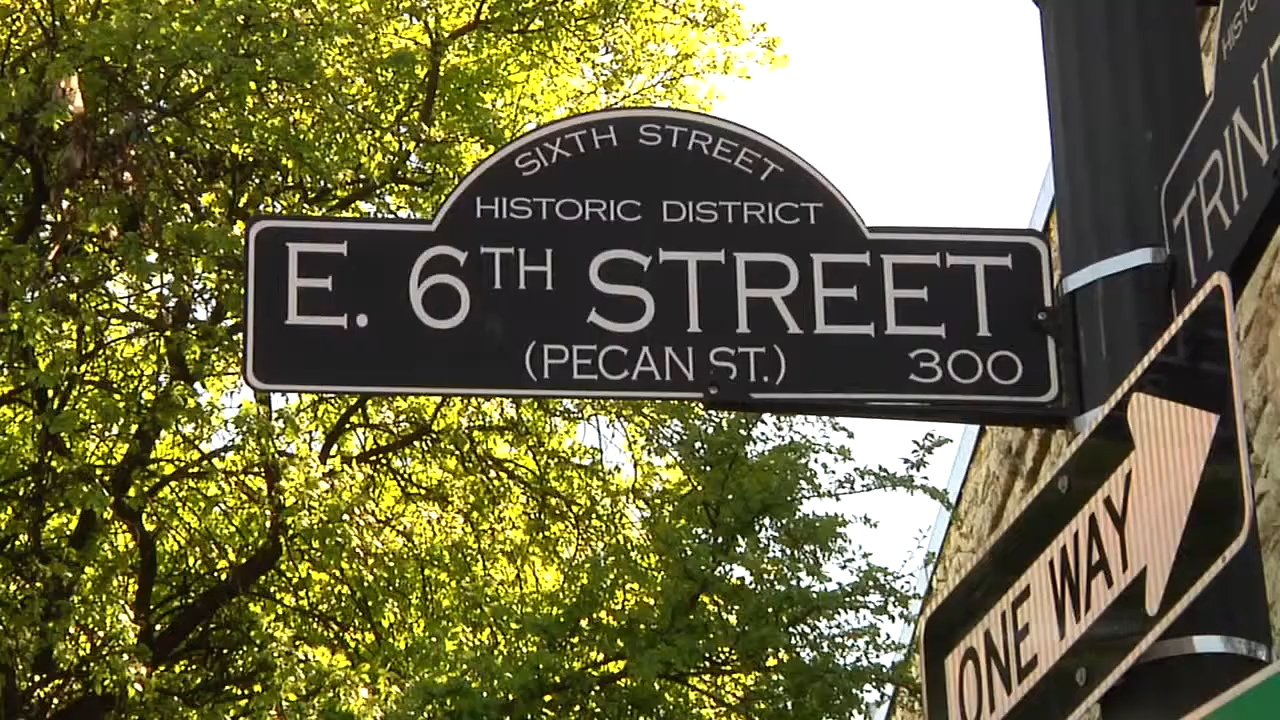 SIXTH STREET
HISTORIC DISTRICT
E. 6TH STREET
(PECAN ST.)
300
ONE WAY